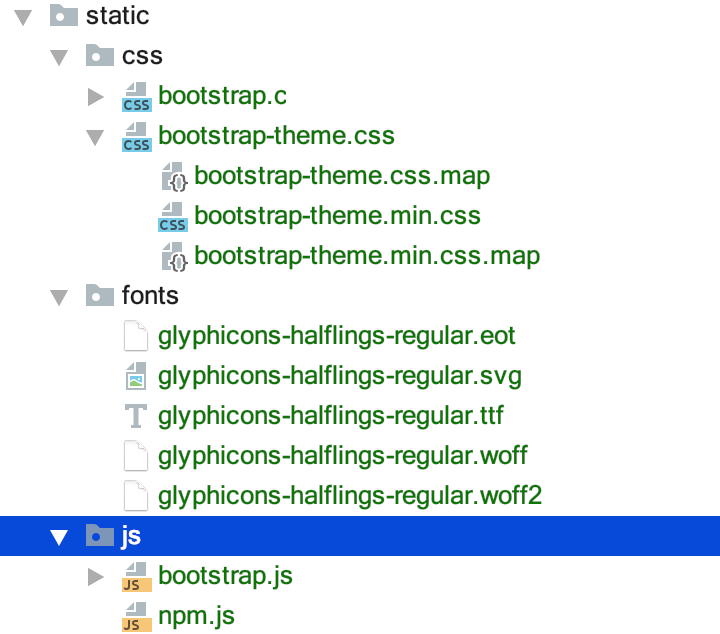 static
css
CSS bootstrap.c
CSS bootstrap-theme.css
{} bootstrap-theme.css.map
CSS bootstrap-theme.min.css
{} bootstrap-theme.min.css.map
fonts
glyphicons-halflings-regular.eot
glyphicons-halflings-regular.svg
T glyphicons-halflings-regular.ttf
glyphicons-halflings-regular.woff
glyphicons-halflings-regular.woff2
js
JS bootstrap.js
JS npm.js